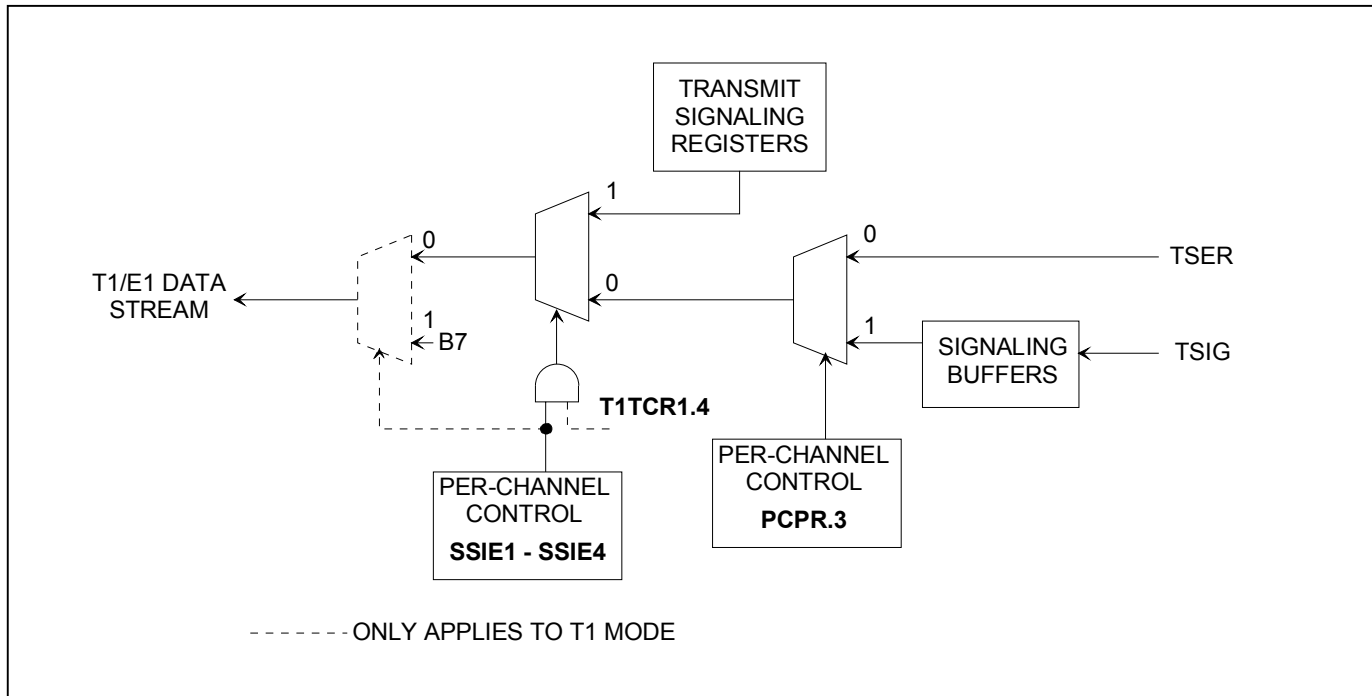 TRANSMIT
SIGNALING
REGISTERS
1
0
0
TSER
T1/E1 DATA
STREAM
0
1
B7
1
SIGNALING
BUFFERS
TSIG
T1TCR1.4
PER-CHANNEL
CONTROL
SSIE1 - SSIE4
PER-CHANNEL
CONTROL
PCPR.3
ONLY APPLIES TO T1 MODE